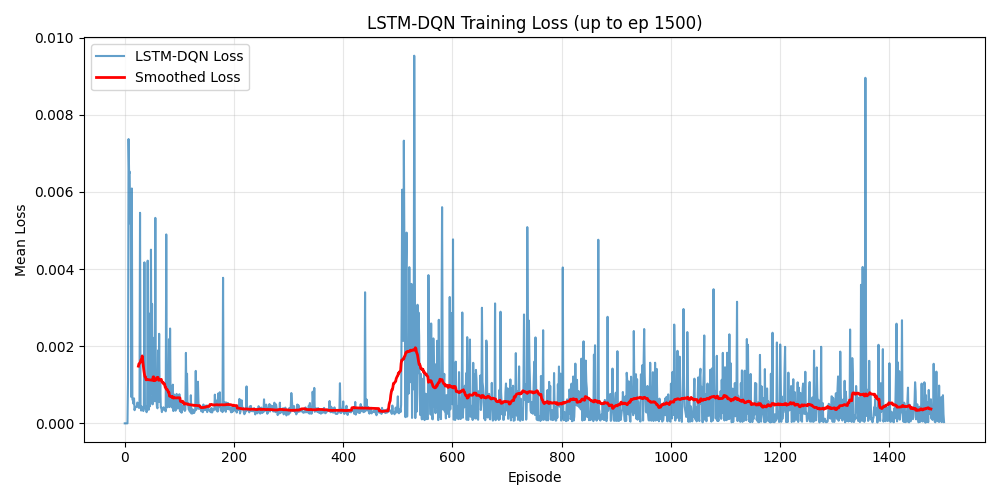 LSTM-DQN Training Loss (up to ep 1500)
LSTM-DQN Loss
Smoothed Loss
Mean Loss
0.010
0.008
0.006
0.004
0.002
0.000
0 200 400 600 800 1000 1200 1400
Episode